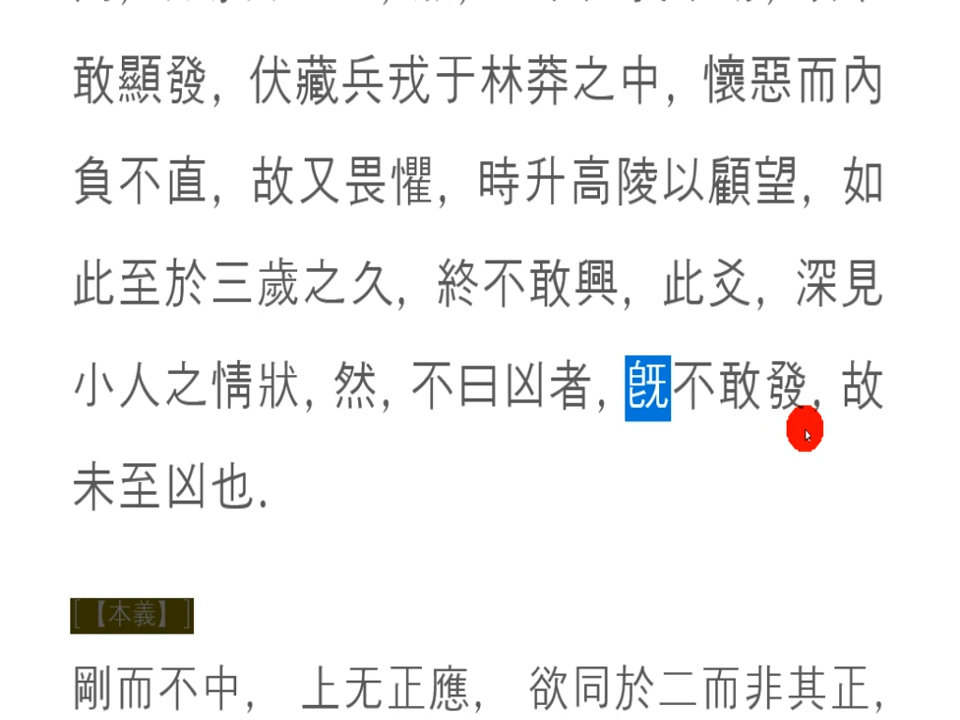 敢顯發, 伏藏兵戎于林莽之中, 懷惡而內
負不直, 故又畏懼, 時升高陵以顧望, 如
此至於三歲之久, 終不敢興, 此爻, 深見
小人之情狀, 然, 不曰凶者, 旣不敢發, 故
未至凶也.
[【本義】]
剛而不中, 上无正應, 欲同於二而非其正,